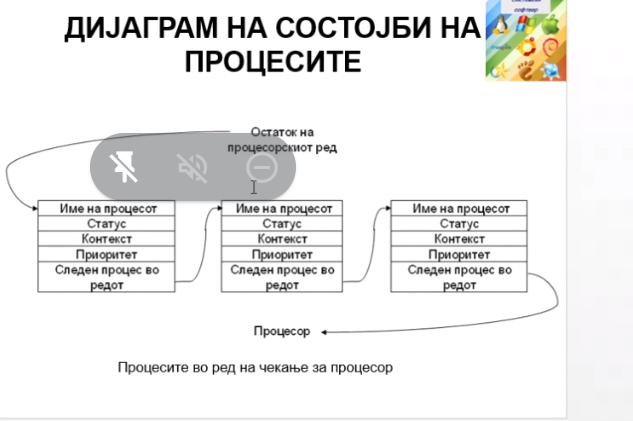 ДИЈАГРАМ НА СОСТОЈБИ НА
ПРОЦЕСИТЕ
софтвер
Остаток на
процесорскиот ред
Име на процесот
Статус
Контекст
Приоритет
Следен процес во
редот
Име на процесот
Статус
Контекст
Приоритет
Следен процес во
редот
Име на процесот
Статус
Контекст
Приоритет
Следен процес во
редот
Процесор
Процесите во ред на чекање за процесор